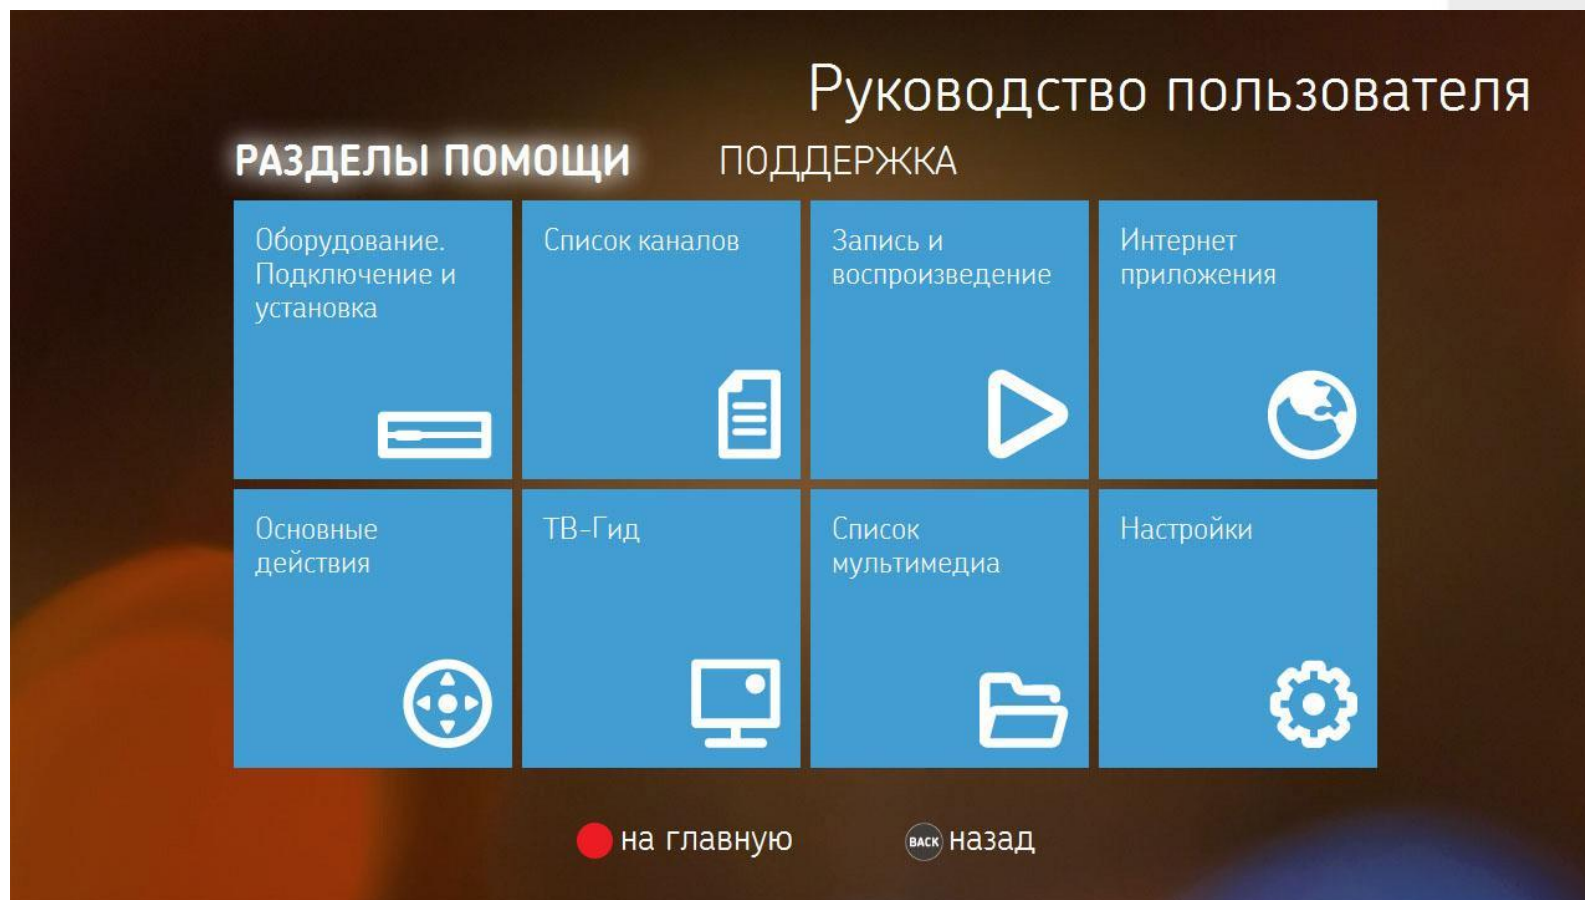 Руководство пользователя
РАЗДЕЛЫ ПОМОЩИ
ПОДДЕРЖКА
Оборудование.
Подключение и
установка
Список каналов
Запись и
воспроизведение
Интернет
приложения
Основные
действия
ТВ-Гид
Список
мультимедиа
Настройки
на главную
BACK назад